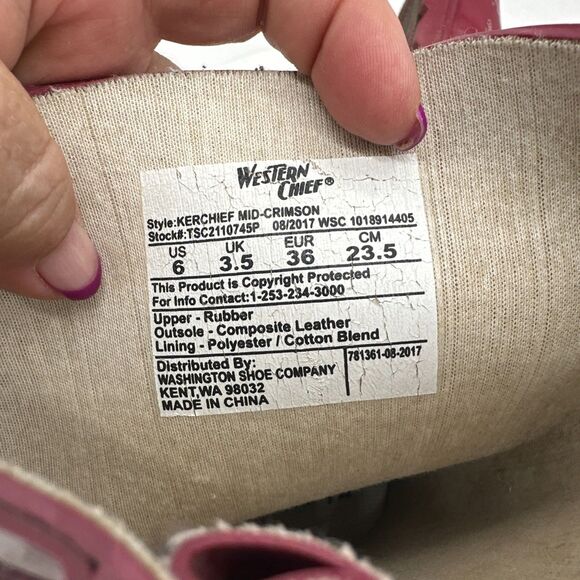 WESTERN
CHIEF®
Style:KERCHIEF MID-CRIMSON
Stock#:TSC2110745P 08/2017 WSC 1018914405
US UK EUR CM
6 3.5 36 23.5
This Product is Copyright Protected
For Info Contact:1-253-234-3000
Upper - Rubber
Outsole - Composite Leather
Lining - Polyester / Cotton Blend
Distributed By: 781361-08-2017
WASHINGTON SHOE COMPANY
KENT,WA 98032
MADE IN CHINA